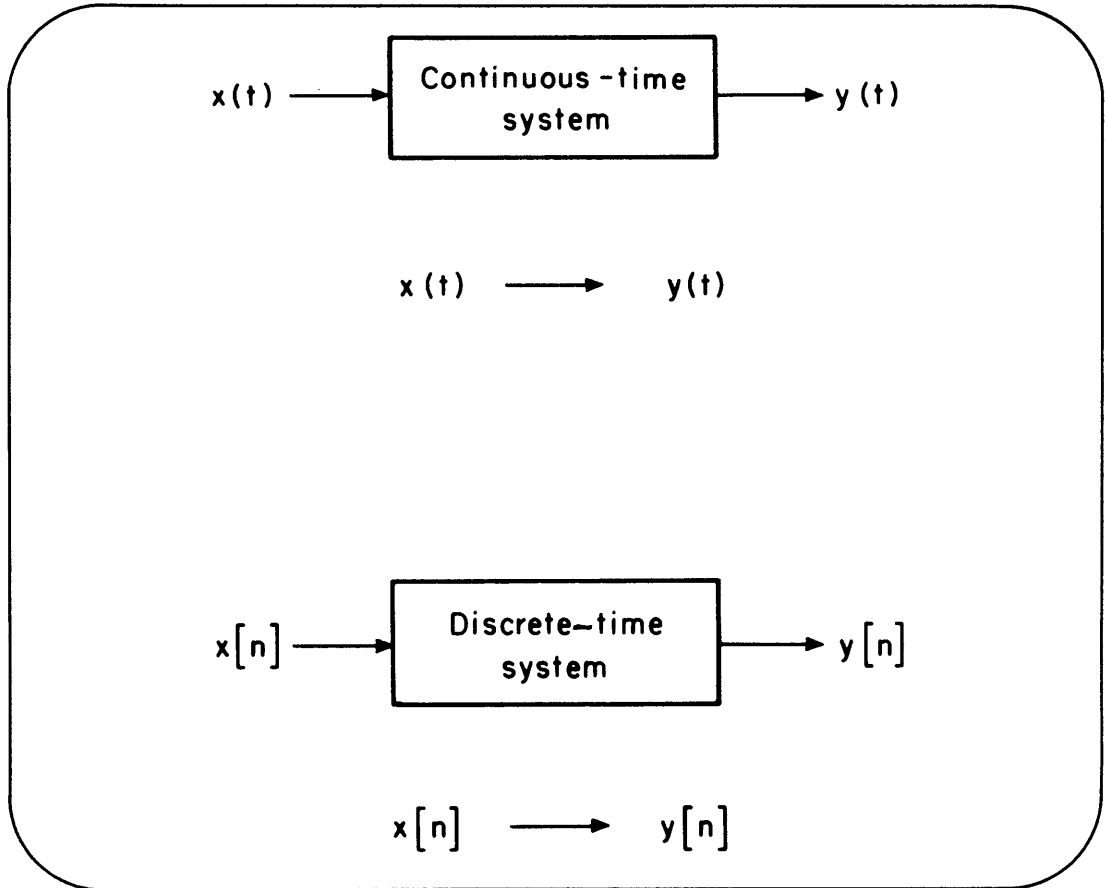 x(t) → Continuous-time system → y(t)
x(t) → y(t)
x[n] → Discrete-time system → y[n]
x[n] → y[n]